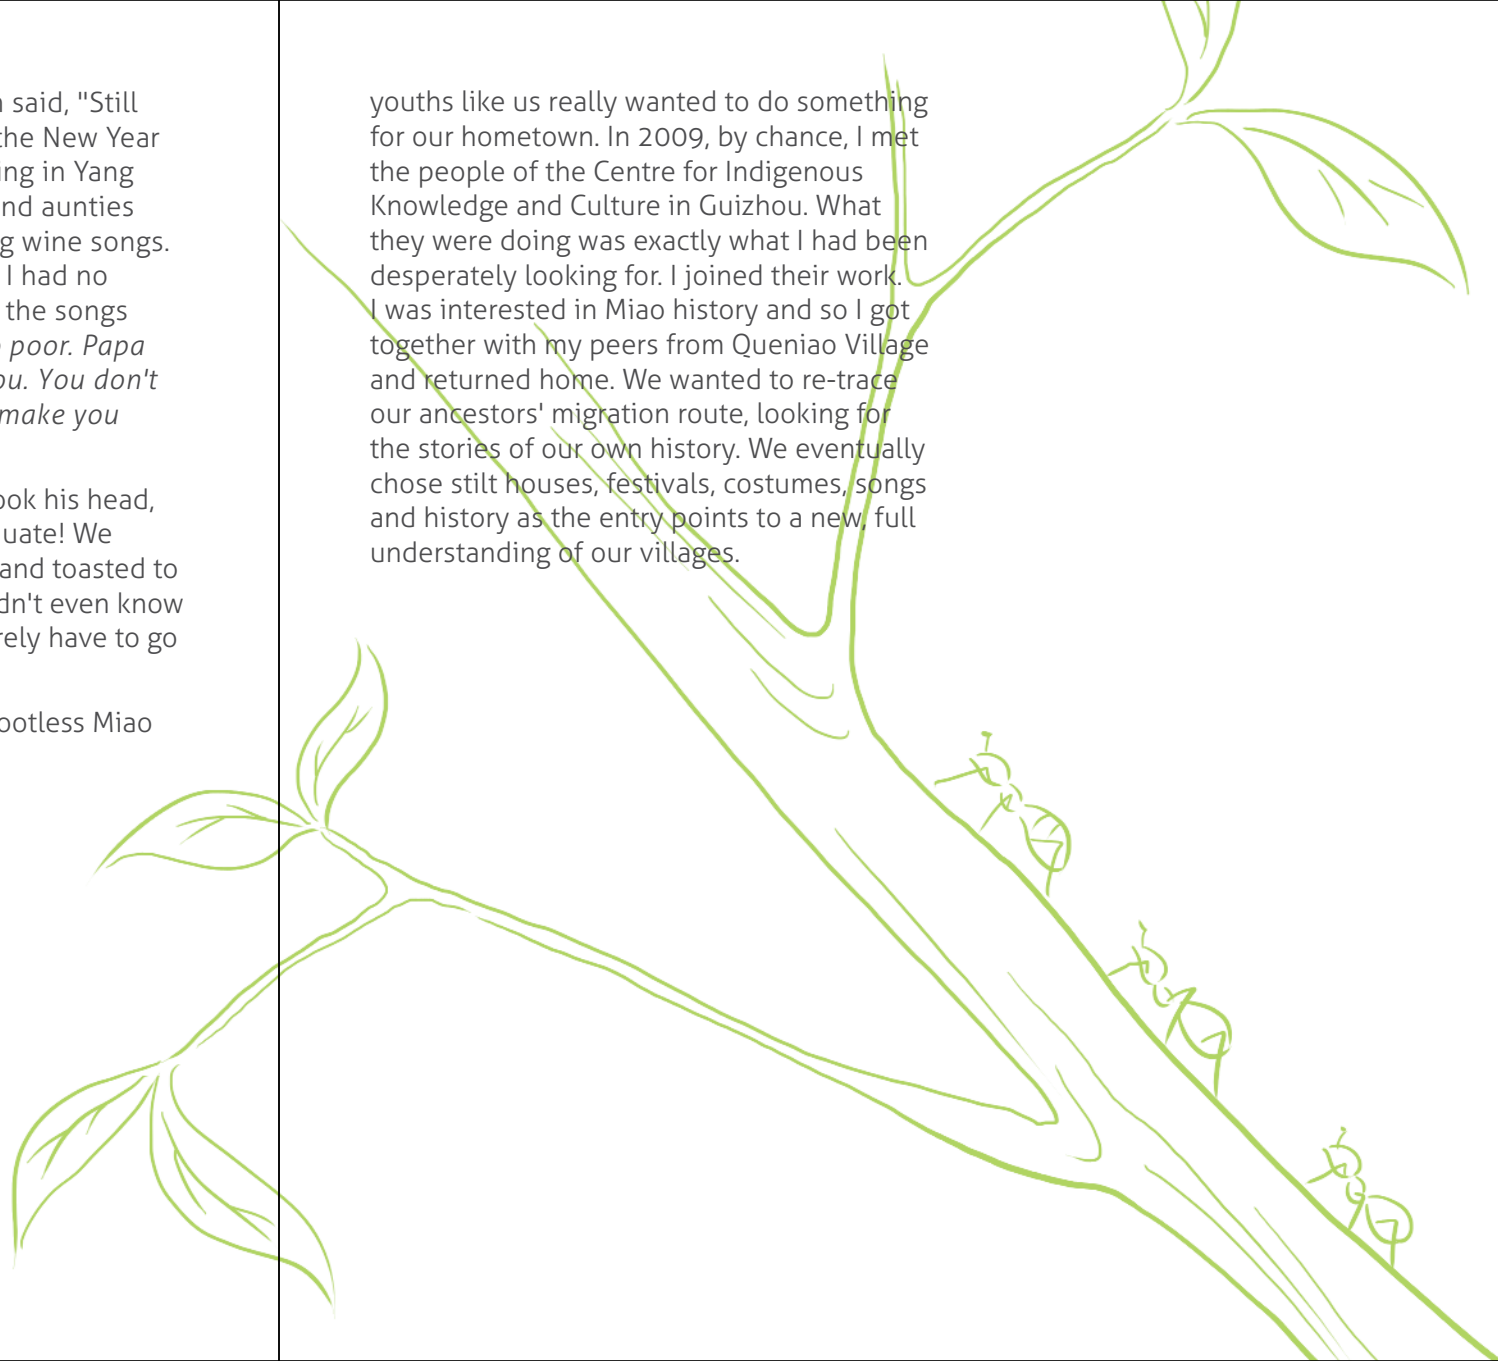 said, "Still
the New Year
ing in Yang
nd aunties
g wine songs.
I had no
the songs
poor. Papa
ou. You don't
make you
ook his head,
uate! We
and toasted to
dn't even know
rely have to go
ootless Miao
youths like us really wanted to do something
for our hometown. In 2009, by chance, I met
the people of the Centre for Indigenous
Knowledge and Culture in Guizhou. What
they were doing was exactly what I had been
desperately looking for. I joined their work.
I was interested in Miao history and so I got
together with my peers from Queniao Village
and returned home. We wanted to re-trace
our ancestors' migration route, looking for
the stories of our own history. We eventually
chose stilt houses, festivals, costumes, songs
and history as the entry points to a new, full
understanding of our villages.